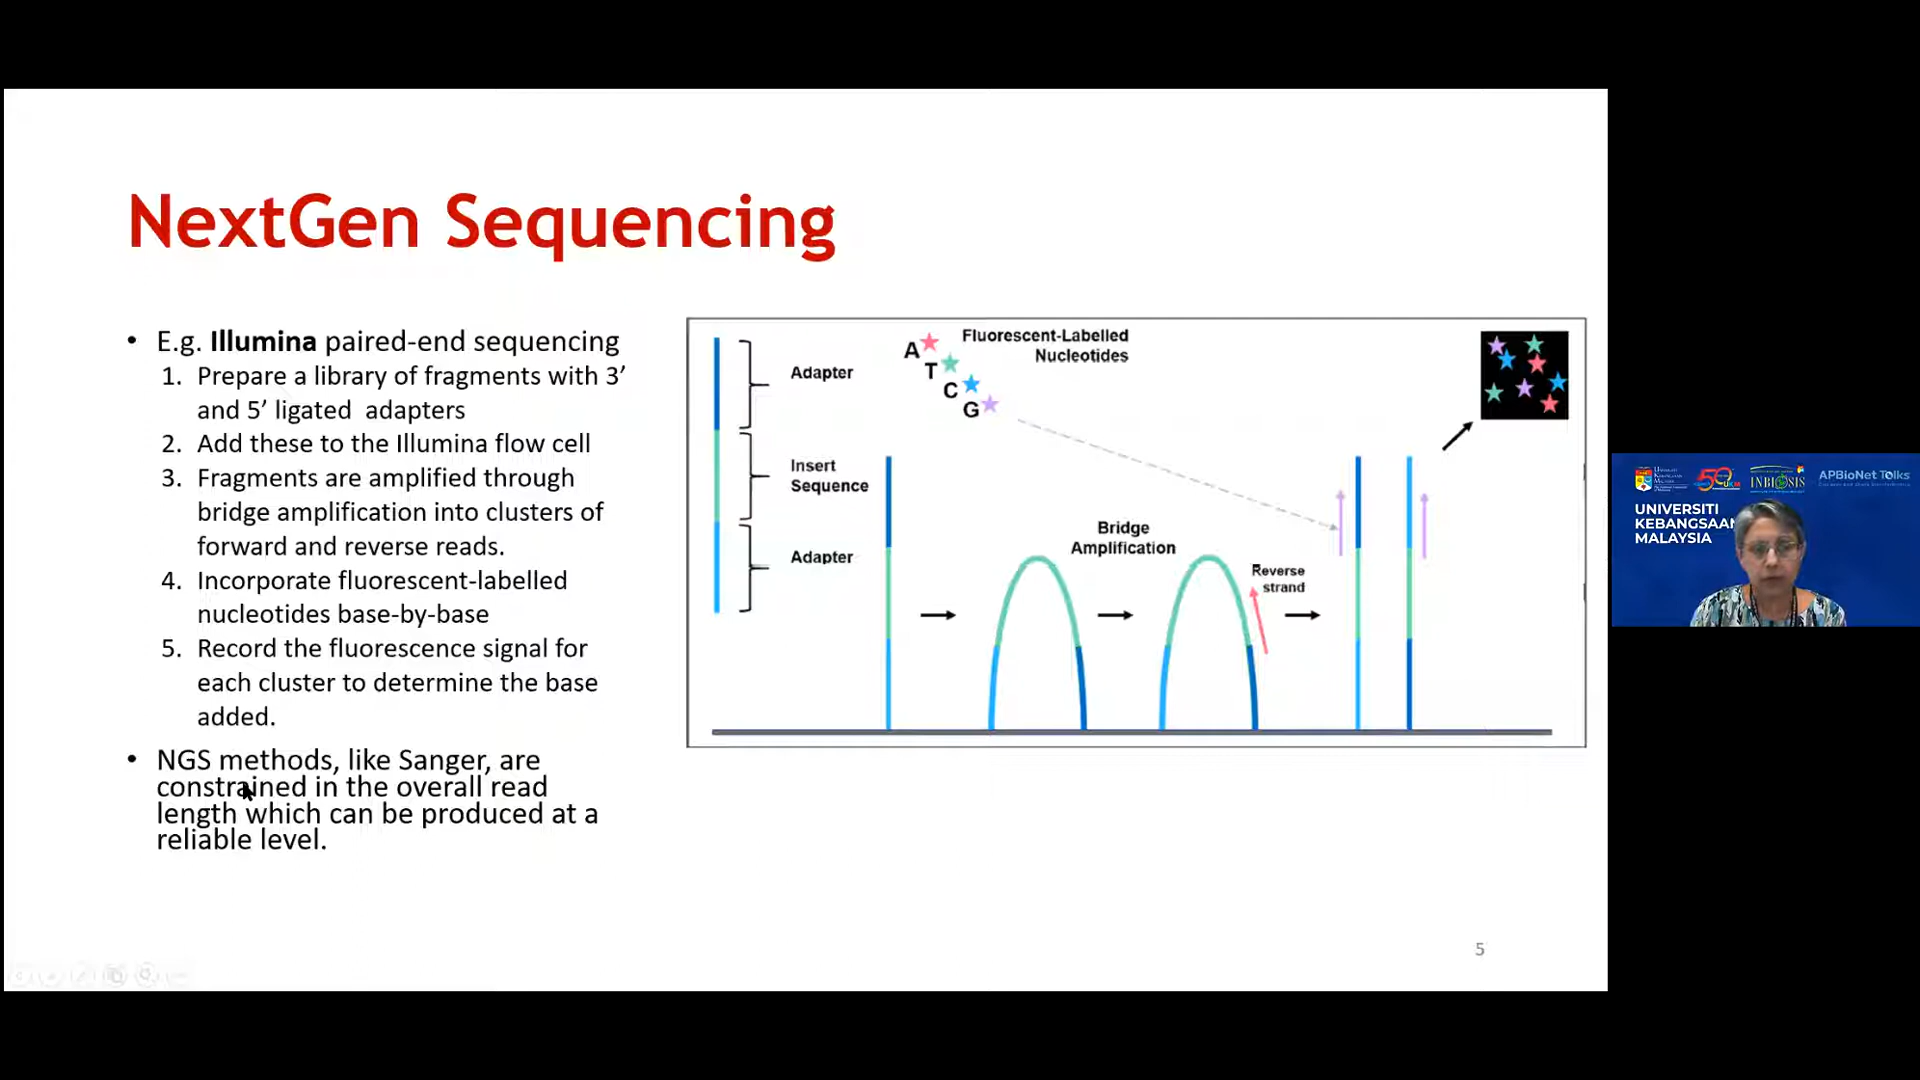 NextGen Sequencing
• E.g. Illumina paired-end sequencing
1. Prepare a library of fragments with 3’
and 5’ ligated adapters
2. Add these to the Illumina flow cell
3. Fragments are amplified through
bridge amplification into clusters of
forward and reverse reads.
4. Incorporate fluorescent-labelled
nucleotides base-by-base
5. Record the fluorescence signal for
each cluster to determine the base
added.
• NGS methods, like Sanger, are
constrained in the overall read
length which can be produced at a
reliable level.
Adapter
Insert
Sequence
Adapter
A
T
C
G
Fluorescent-Labelled
Nucleotides
Bridge
Amplification
Reverse
strand
5
50
UKM
INBIOSIS
APBioNet Talks
UNIVERSITI
KEBANGSAAN
MALAYSIA